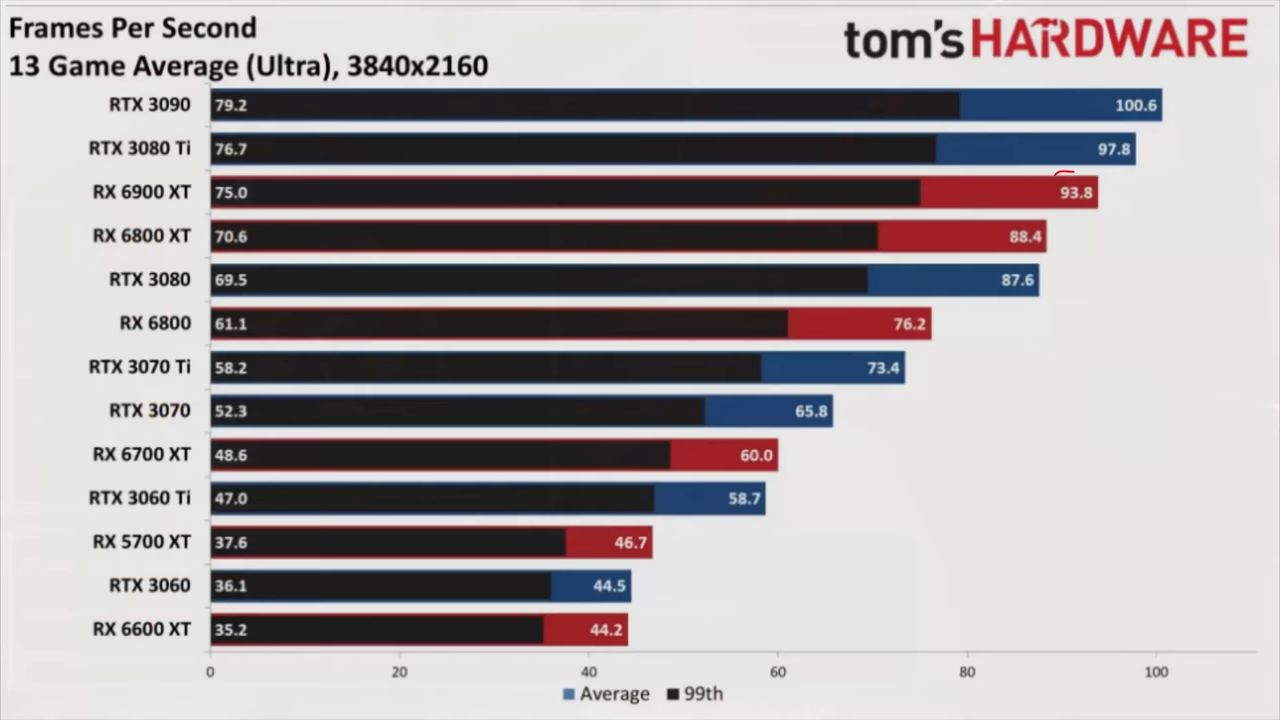 Frames Per Second
tom's HARDWARE
13 Game Average (Ultra), 3840x2160
RTX 3090 79.2 100.6
RTX 3080 Ti 76.7 97.8
RX 6900 XT 75.0 93.8
RX 6800 XT 70.6 88.4
RTX 3080 69.5 87.6
RX 6800 61.1 76.2
RTX 3070 Ti 58.2 73.4
RTX 3070 52.3 65.8
RX 6700 XT 48.6 60.0
RTX 3060 Ti 47.0 58.7
RX 5700 XT 37.6 46.7
RTX 3060 36.1 44.5
RX 6600 XT 35.2 44.2
0 20 40 60 80 100
Average 99th